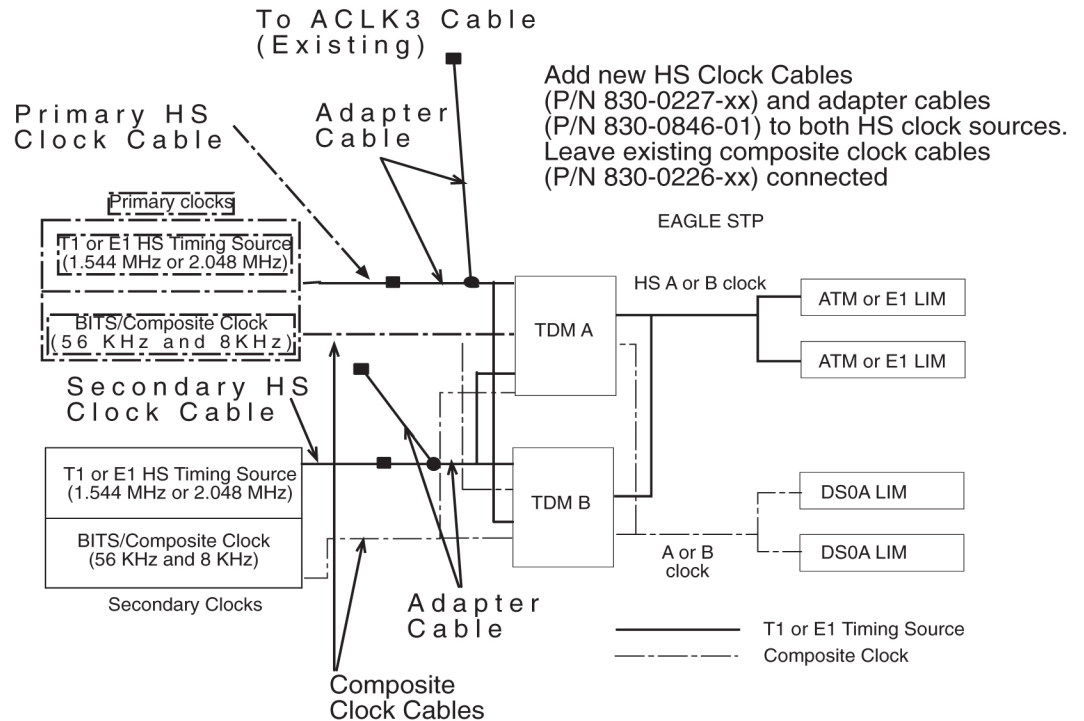 To ACLK3 Cable
(Existing)
Add new HS Clock Cables
(P/N 830-0227-xx) and adapter cables
(P/N 830-0846-01) to both HS clock sources.
Leave existing composite clock cables
(P/N 830-0226-xx) connected
Primary HS
Clock Cable
Adapter
Cable
Primary clocks
EAGLE STP
T1 or E1 HS Timing Source
(1.544 MHz or 2.048 MHz)
HS A or B clock
ATM or E1 LIM
BITS/Composite Clock
(56 KHz and 8KHz)
TDM A
ATM or E1 LIM
Secondary HS
Clock Cable
T1 or E1 HS Timing Source
(1.544 MHz or 2.048 MHz)
TDM B
DS0A LIM
BITS/Composite Clock
(56 KHz and 8 KHz)
A or B
clock
DS0A LIM
Secondary Clocks
Adapter
Cable
T1 or E1 Timing Source
Composite Clock
Composite
Clock Cables